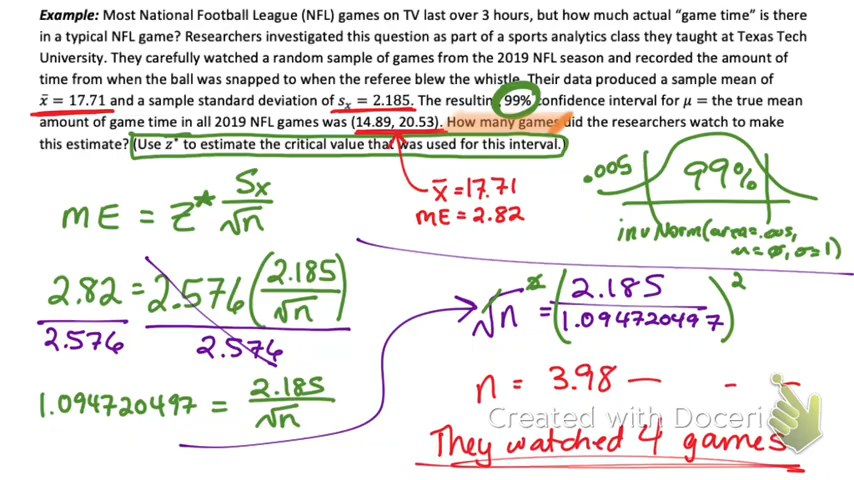 Example: Most National Football League (NFL) games on TV last over 3 hours, but how much actual “game time” is there
in a typical NFL game? Researchers investigated this question as part of a sports analytics class they taught at Texas Tech
University. They carefully watched a random sample of games from the 2019 NFL season and recorded the amount of
time from when the ball was snapped to when the referee blew the whistle. Their data produced a sample mean of
x̄ = 17.71 and a sample standard deviation of sₓ = 2.185. The resulting 99% confidence interval for μ = the true mean
amount of game time in all 2019 NFL games was (14.89, 20.53). How many games did the researchers watch to make
this estimate? (Use z* to estimate the critical value that was used for this interval.)
x̄ = 17.71
ME = 2.82
.005 99%
invNorm(area=.005,
μ=0, σ=1)
ME = z* Sx/√n
2.82/2.576 = 2.576 (2.185/√n)/2.576
1.094720497 = 2.185/√n
√n² = (2.185/1.094720497)²
n = 3.98 — - -
Created with Doceri
They watched 4 games